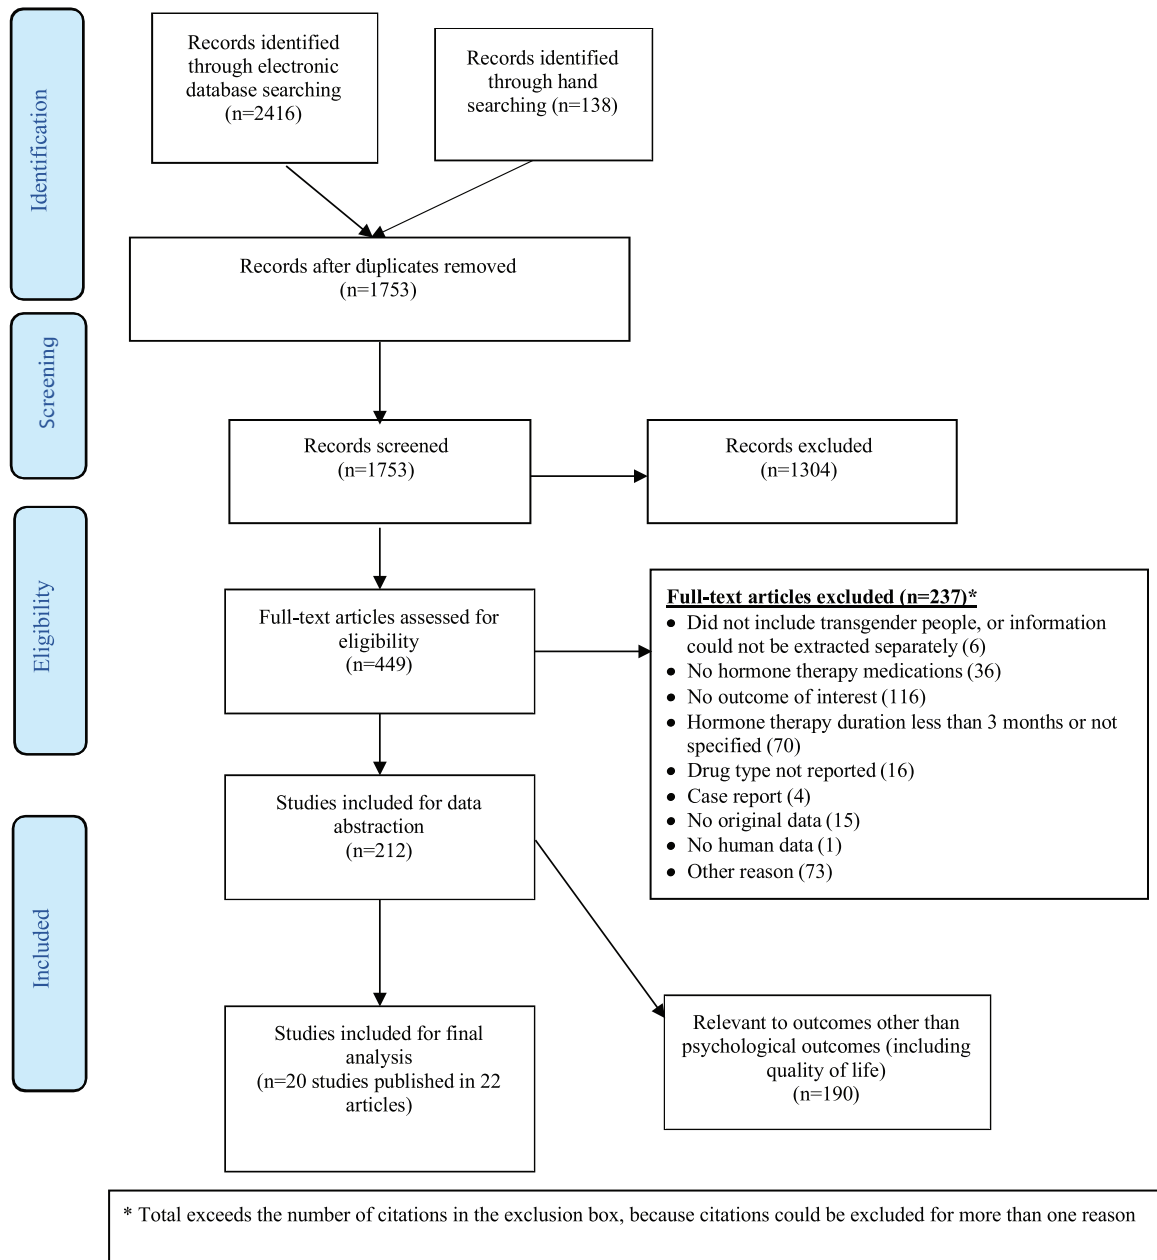 Identification
Records identified
through electronic
database searching
(n=2416)
Records identified
through hand
searching (n=138)
Records after duplicates removed
(n=1753)
Screening
Records screened
(n=1753)
Records excluded
(n=1304)
Eligibility
Full-text articles assessed for
eligibility
(n=449)
Full-text articles excluded (n=237)*
• Did not include transgender people, or information
could not be extracted separately (6)
• No hormone therapy medications (36)
• No outcome of interest (116)
• Hormone therapy duration less than 3 months or not
specified (70)
• Drug type not reported (16)
• Case report (4)
• No original data (15)
• No human data (1)
• Other reason (73)
Studies included for data
abstraction
(n=212)
Included
Studies included for final
analysis
(n=20 studies published in 22
articles)
Relevant to outcomes other than
psychological outcomes (including
quality of life)
(n=190)
* Total exceeds the number of citations in the exclusion box, because citations could be excluded for more than one reason